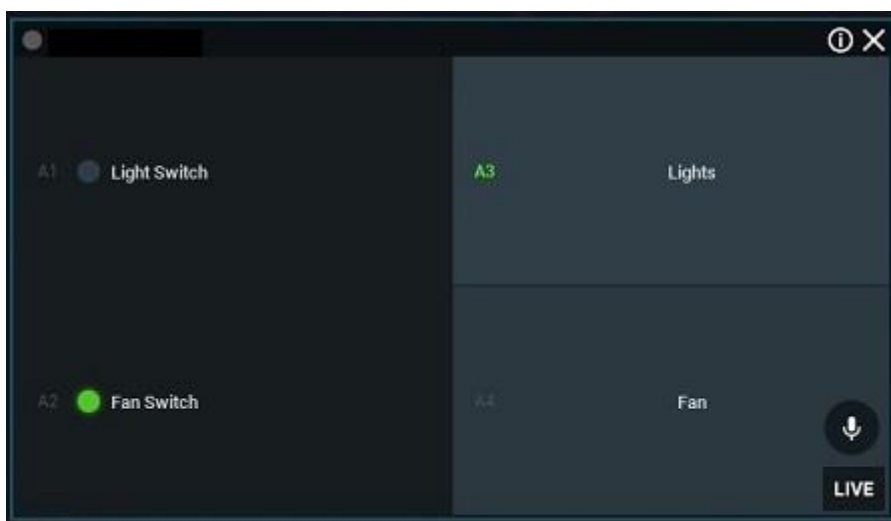 A1 Light Switch
A3 Lights
A2 Fan Switch
A4 Fan
LIVE